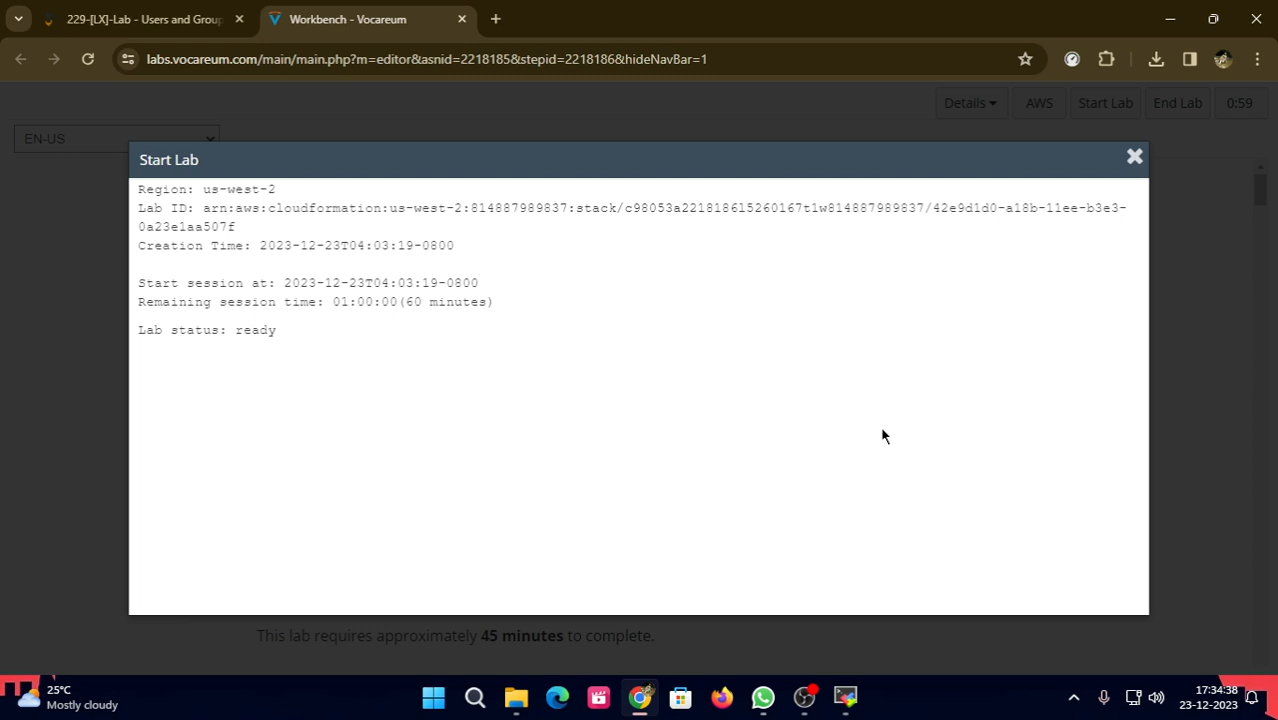 229-[LX]-Lab - Users and Group
Workbench - Vocareum
labs.vocareum.com/main/main.php?m=editor&asnid=2218185&stepid=2218186&hideNavBar=1
Details
AWS
Start Lab
End Lab
0:59
EN-US
Start Lab
Region: us-west-2
Lab ID: arn:aws:cloudformation:us-west-2:814887989837:stack/c98053a2218186l5260167t1w814887989837/42e9d1d0-a18b-11ee-b3e3-
0a23e1aa507f
Creation Time: 2023-12-23T04:03:19-0800
Start session at: 2023-12-23T04:03:19-0800
Remaining session time: 01:00:00(60 minutes)
Lab status: ready
This lab requires approximately 45 minutes to complete.
25°C
Mostly cloudy
17:34:38
23-12-2023